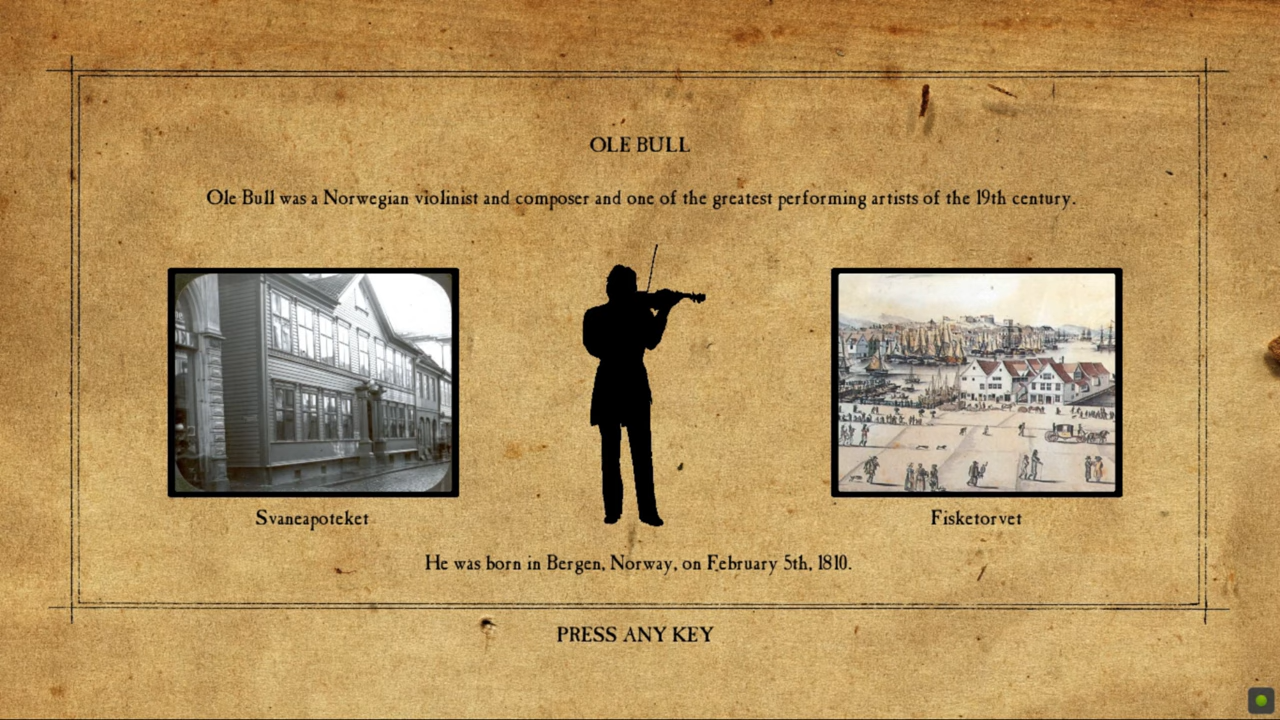 OLE BULL
Ole Bull was a Norwegian violinist and composer and one of the greatest performing artists of the 19th century.
Svaneapoteket
Fisketorvet
He was born in Bergen, Norway, on February 5th, 1810.
PRESS ANY KEY